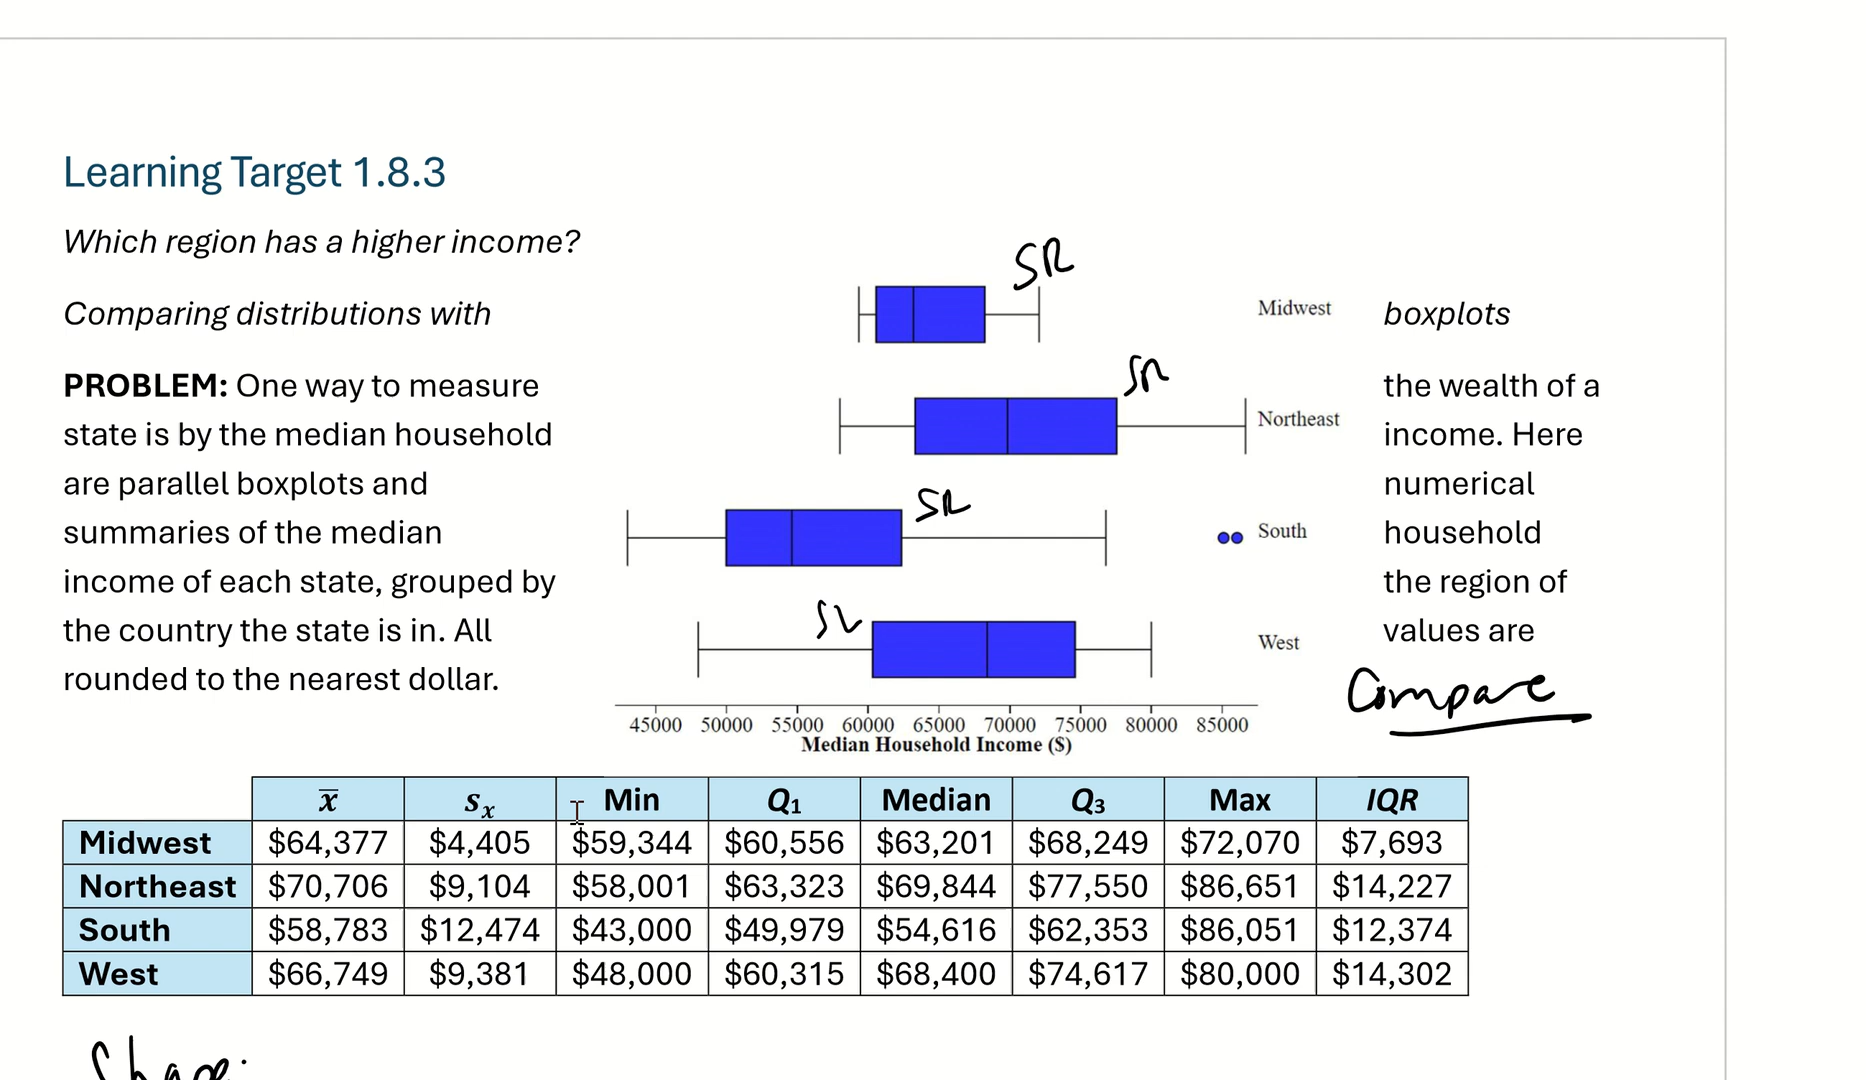 Learning Target 1.8.3
Which region has a higher income?
Comparing distributions with boxplots
PROBLEM: One way to measure the wealth of a
state is by the median household income. Here
are parallel boxplots and numerical
summaries of the median household
income of each state, grouped by the region of
the country the state is in. All values are
rounded to the nearest dollar.
SR
Midwest
SR
Northeast
SR
South
SL
West
Compare
45000 50000 55000 60000 65000 70000 75000 80000 85000
Median Household Income ($)
x̅ sₓ Min Q₁ Median Q₃ Max IQR
Midwest $64,377 $4,405 $59,344 $60,556 $63,201 $68,249 $72,070 $7,693
Northeast $70,706 $9,104 $58,001 $63,323 $69,844 $77,550 $86,651 $14,227
South $58,783 $12,474 $43,000 $49,979 $54,616 $62,353 $86,051 $12,374
West $66,749 $9,381 $48,000 $60,315 $68,400 $74,617 $80,000 $14,302
Shape: